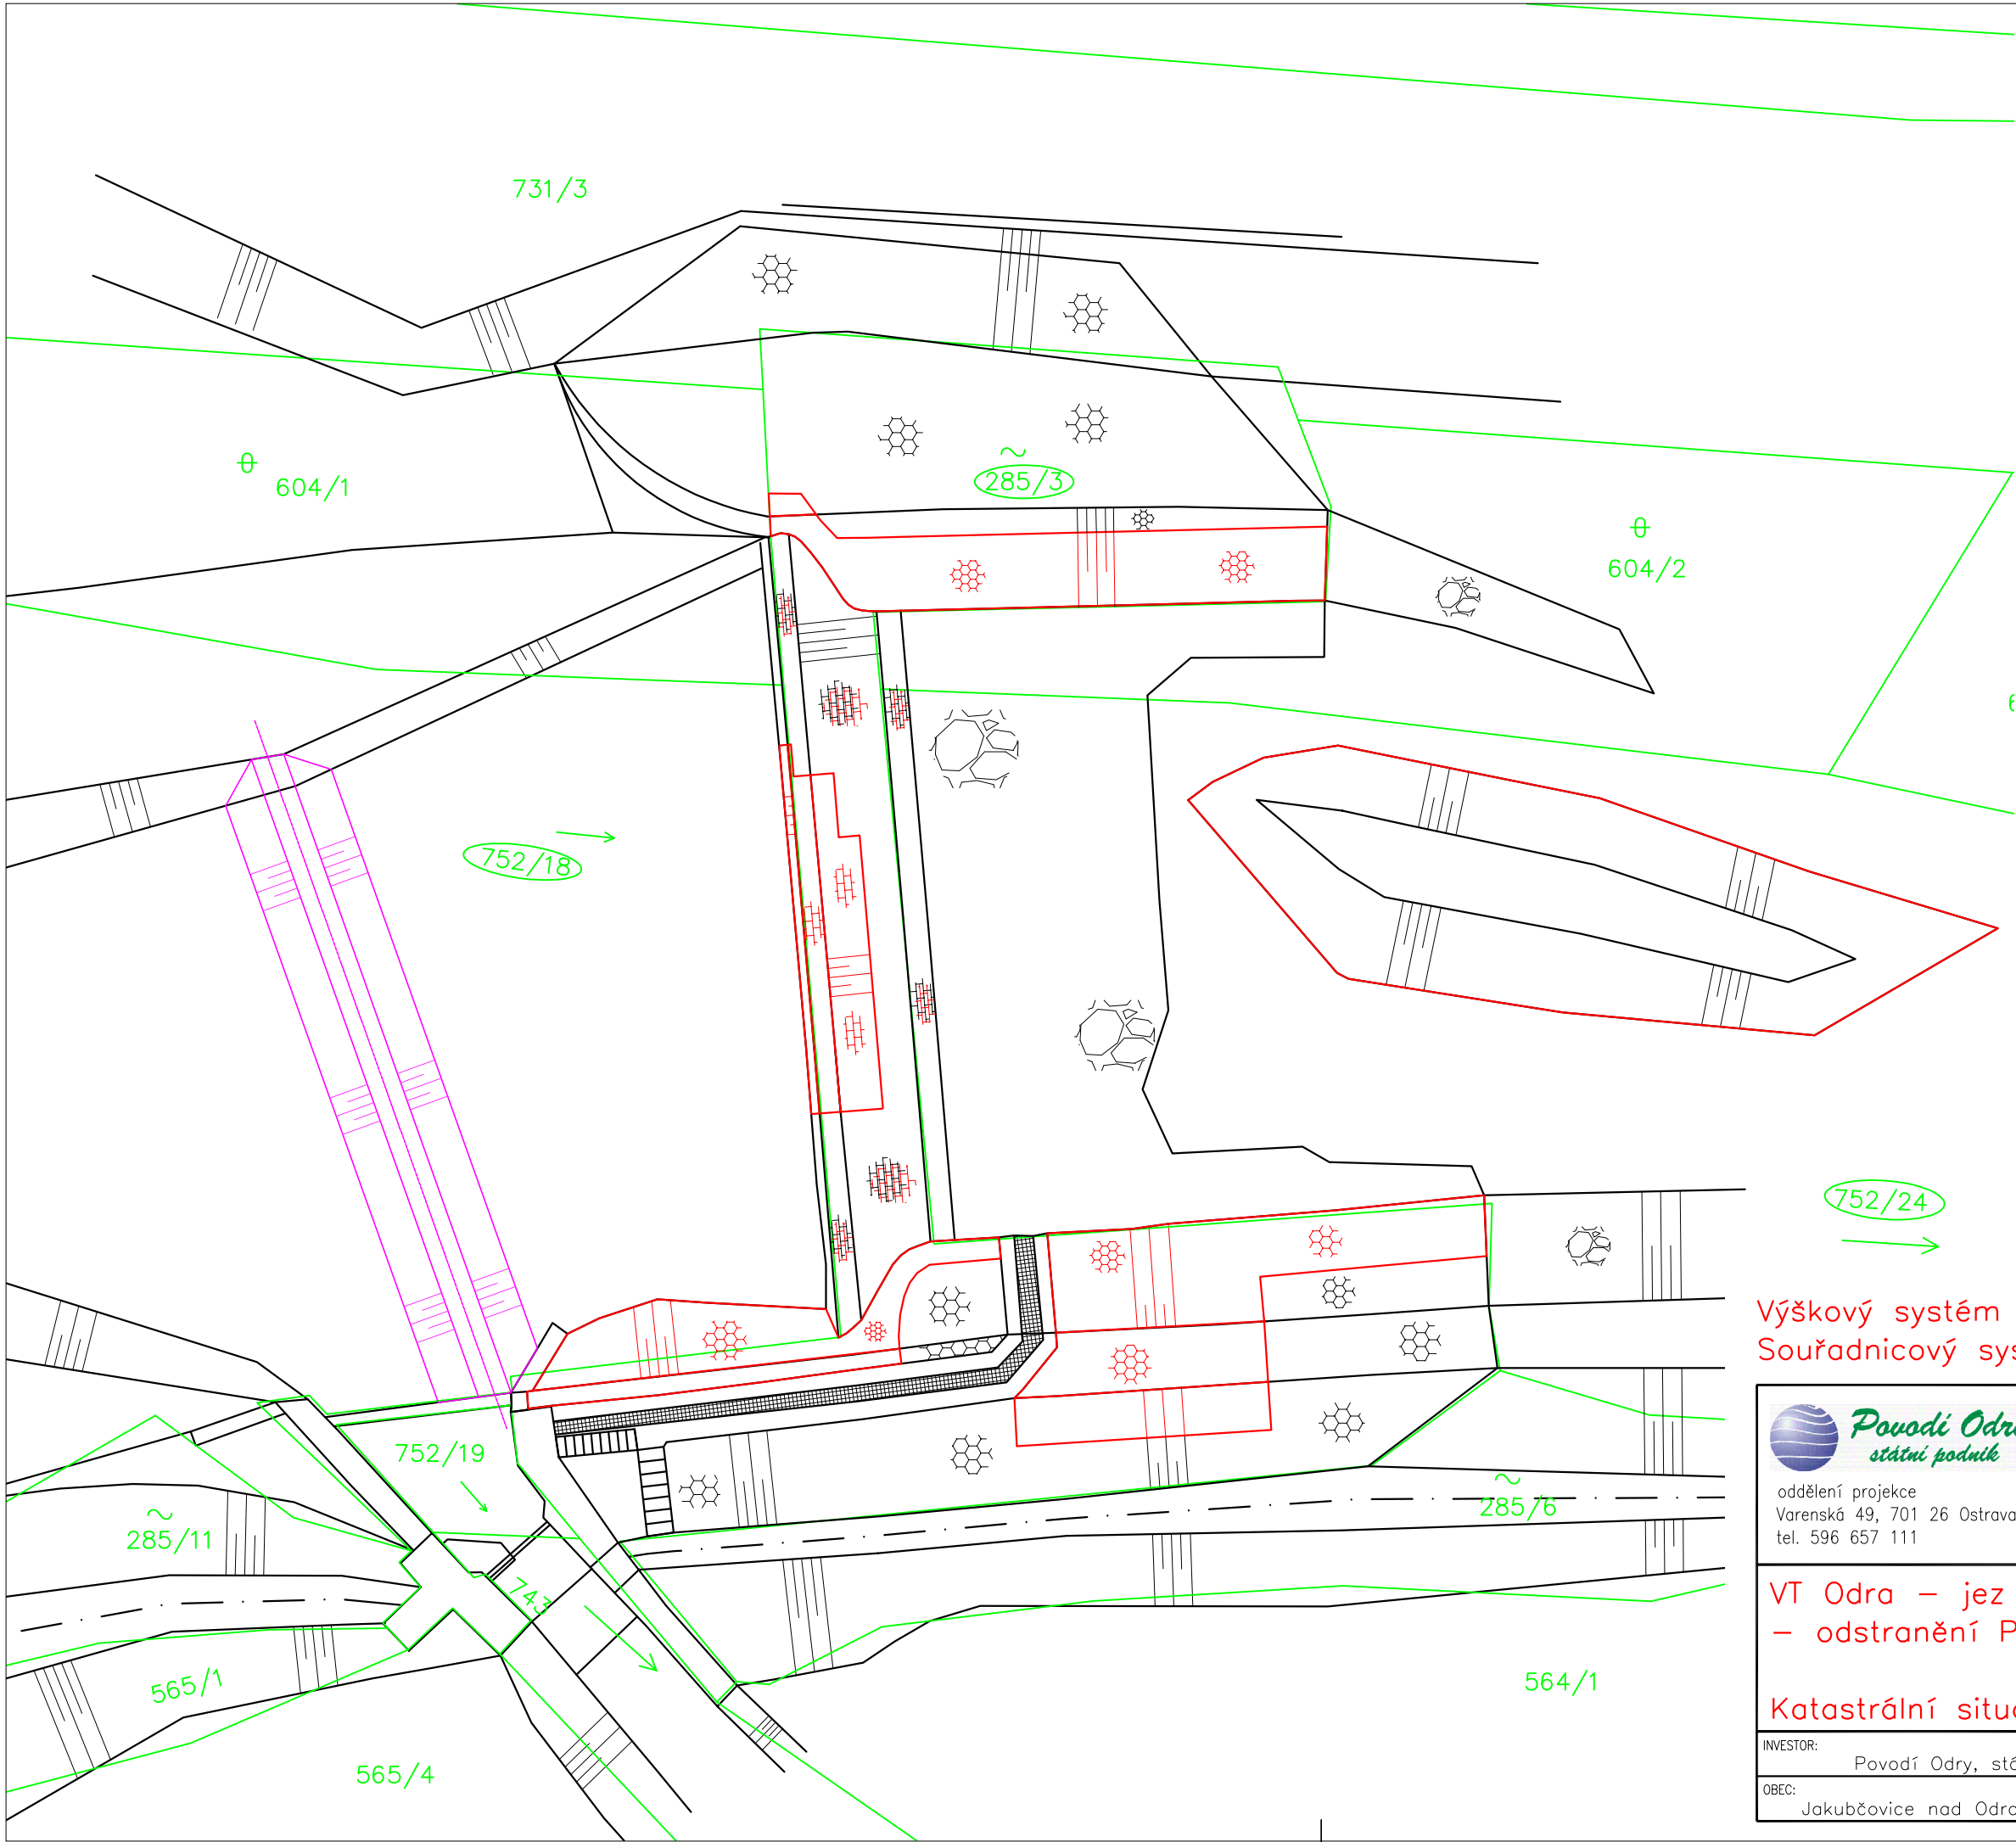 731/3
285/3
604/1
604/2
752/18
752/24
Výškový systém
Souřadnicový sys
752/19
285/11
743
285/6
565/1
564/1
565/4
Povodí Odr
státní podnik
oddělení projekce
Varenská 49, 701 26 Ostrava
tel. 596 657 111
VT Odra – jez
– odstranění P
Katastrální situa
INVESTOR:
Povodí Odry, stá
OBEC:
Jakubčovice nad Odro